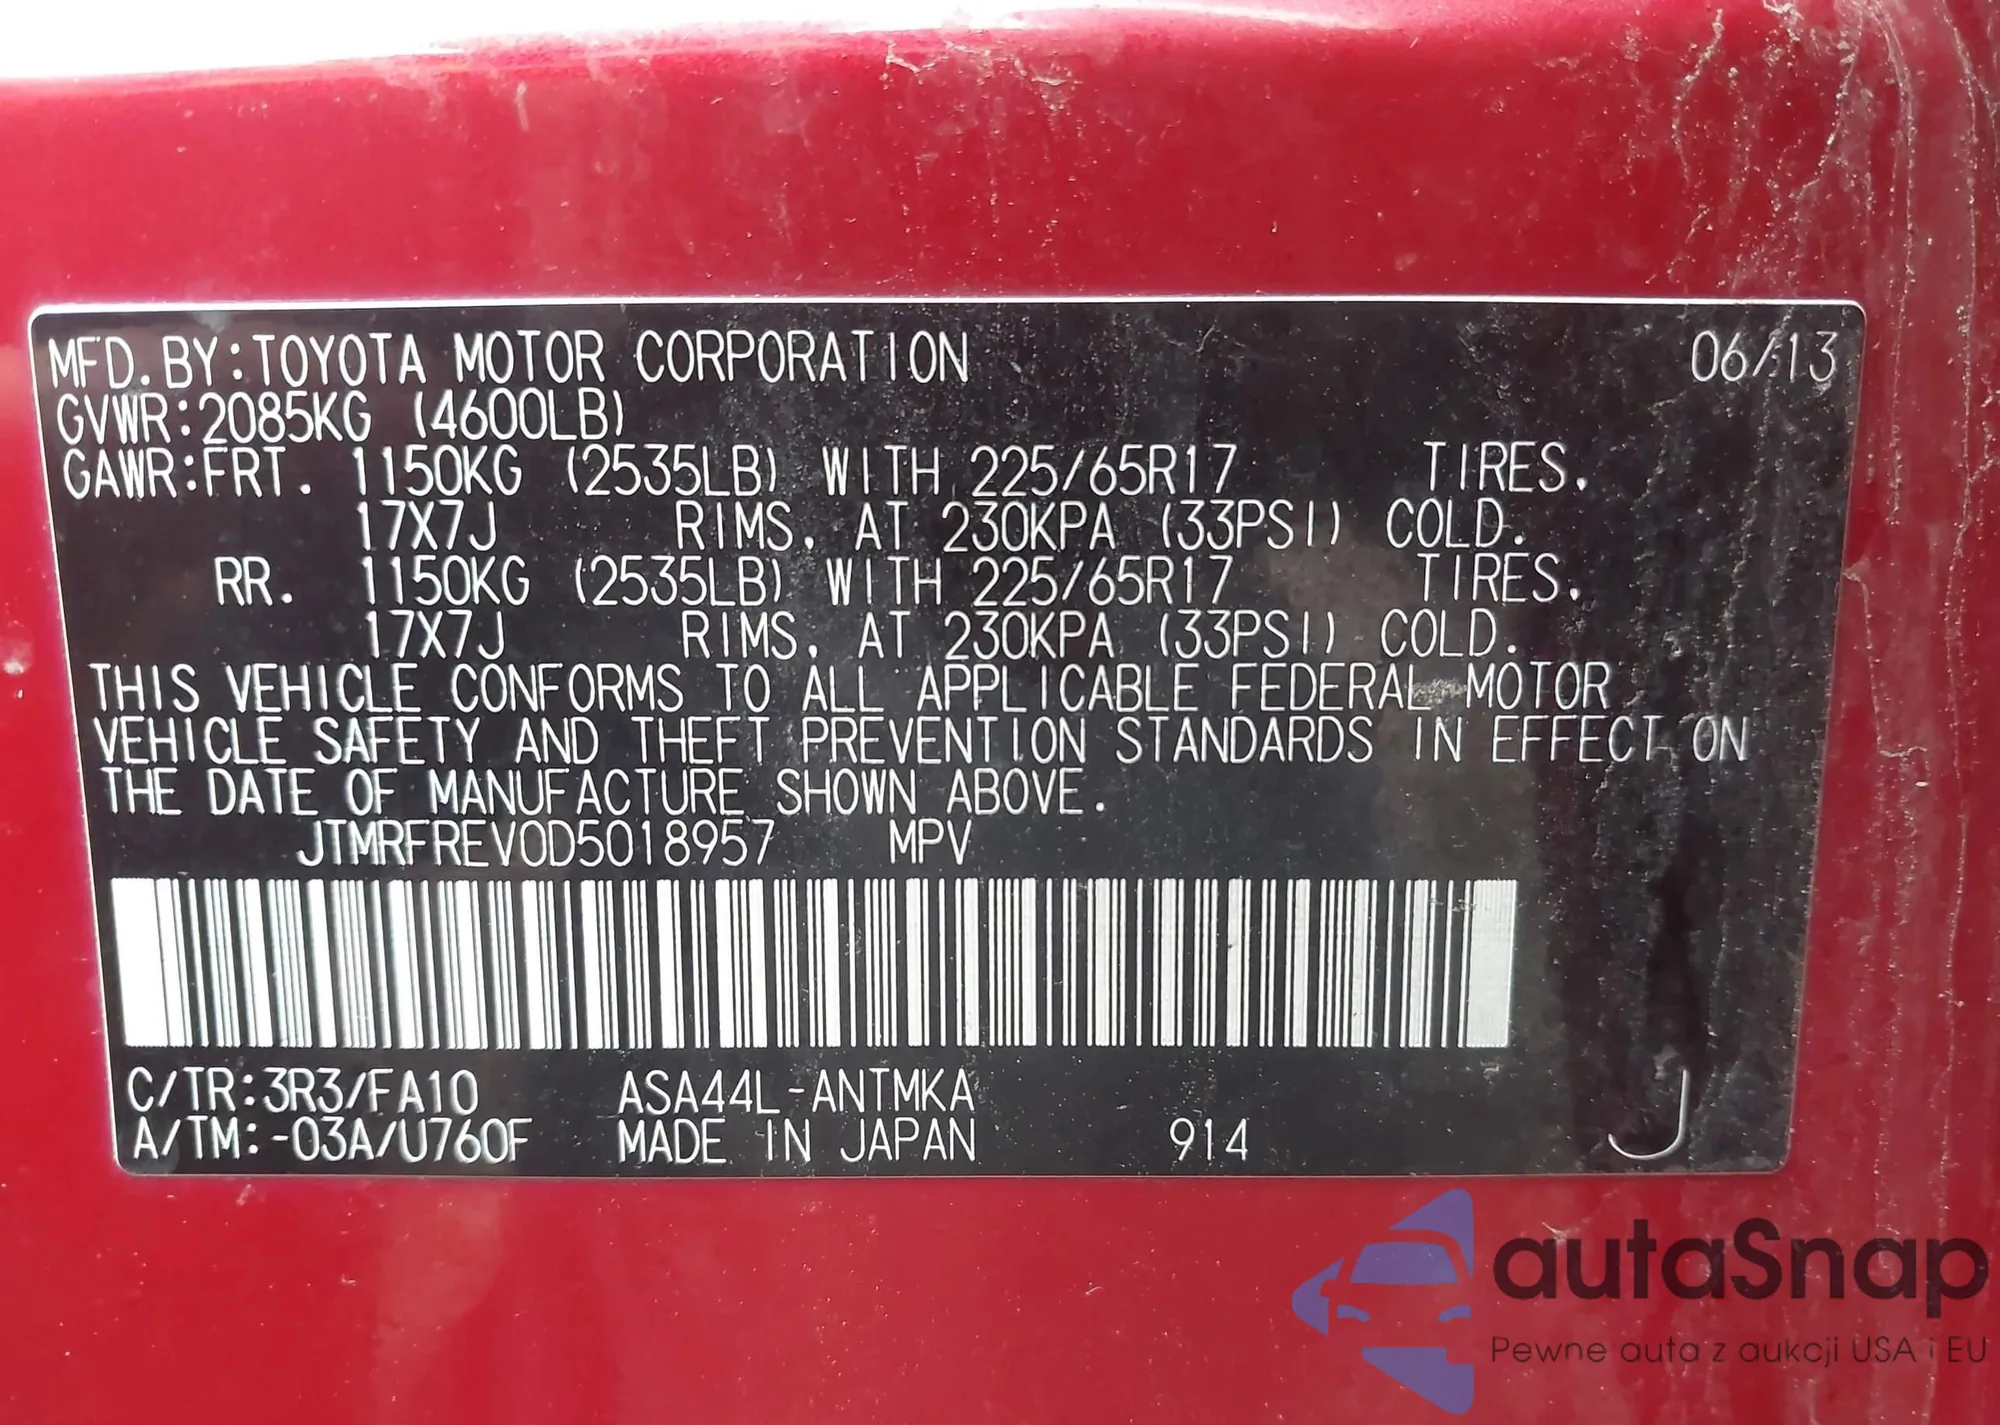 MFD.BY:TOYOTA MOTOR CORPORATION 06/13
GVWR:2085KG (4600LB)
GAWR:FRT. 1150KG (2535LB) WITH 225/65R17 TIRES.
17X7J RIMS, AT 230KPA (33PSI) COLD.
RR. 1150KG (2535LB) WITH 225/65R17 TIRES.
17X7J RIMS, AT 230KPA (33PSI) COLD.
THIS VEHICLE CONFORMS TO ALL APPLICABLE FEDERAL MOTOR
VEHICLE SAFETY AND THEFT PREVENTION STANDARDS IN EFFECT ON
THE DATE OF MANUFACTURE SHOWN ABOVE.
JTMRFREV0D5018957 MPV
C/TR:3R3/FA10 ASA44L-ANTMKA
A/TM:-03A/U760F MADE IN JAPAN 914 J
autaSnap
Pewne auta z aukcji USA i EU